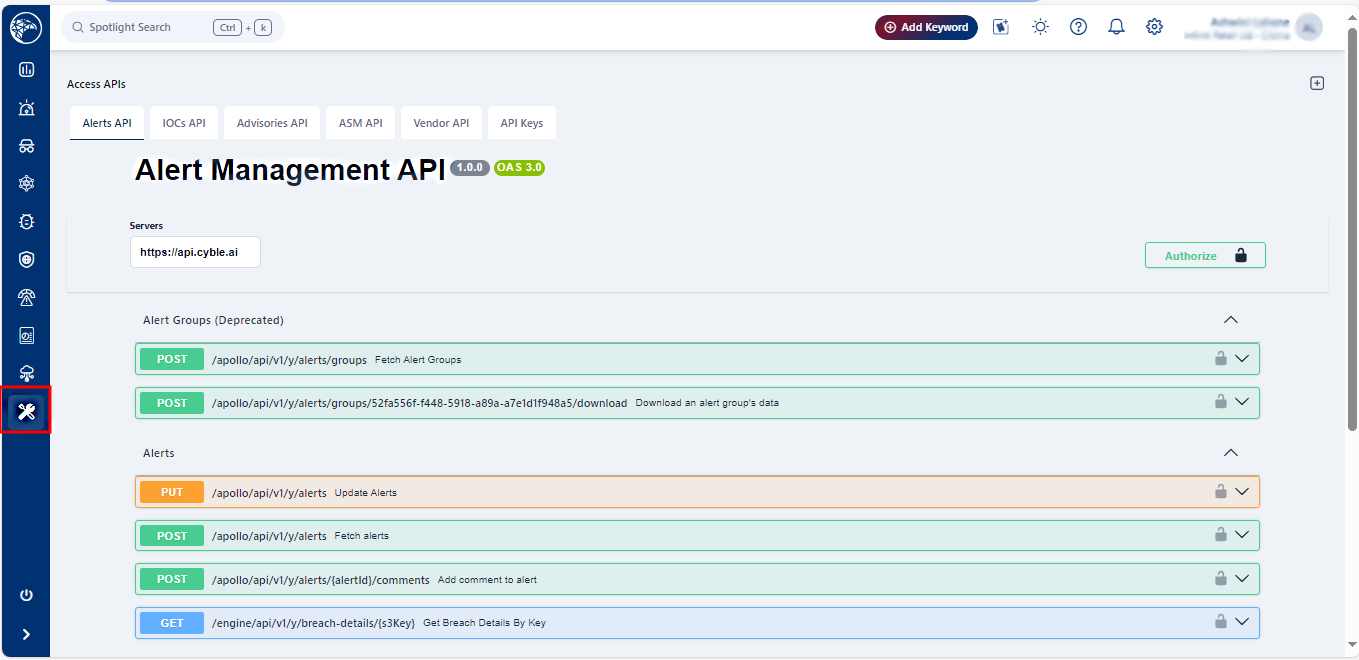 Spotlight Search Ctrl + k Add Keyword AL
Access APIs
Alerts API IOCs API Advisories API ASM API Vendor API API Keys
Alert Management API 1.0.0 OAS 3.0
Servers
https://api.cyble.ai
Authorize
Alert Groups (Deprecated)
POST /apollo/api/v1/y/alerts/groups Fetch Alert Groups
POST /apollo/api/v1/y/alerts/groups/52fa556f-f448-5918-a89a-a7e1d1f948a5/download Download an alert group's data
Alerts
PUT /apollo/api/v1/y/alerts Update Alerts
POST /apollo/api/v1/y/alerts Fetch alerts
POST /apollo/api/v1/y/alerts/{alertId}/comments Add comment to alert
GET /engine/api/v1/y/breach-details/{s3Key} Get Breach Details By Key